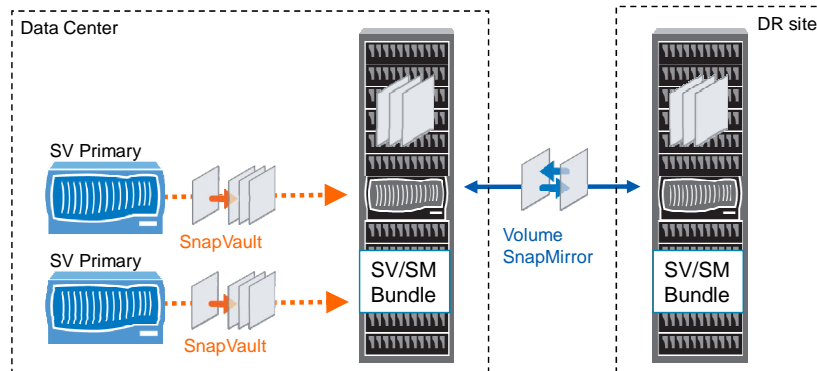 Data Center
DR site
SV Primary
SnapVault
SV Primary
SnapVault
Volume
SnapMirror
SV/SM
Bundle
SV/SM
Bundle